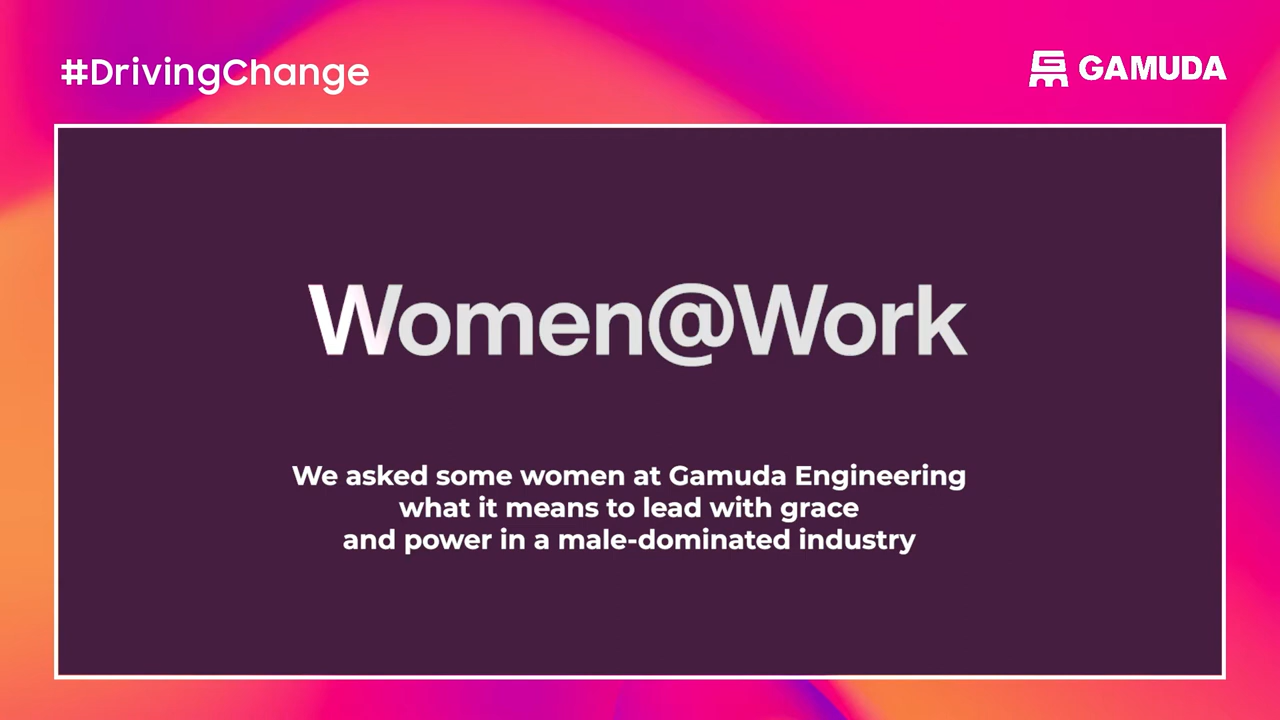 #DrivingChange
GAMUDA
Women@Work
We asked some women at Gamuda Engineering
what it means to lead with grace
and power in a male-dominated industry